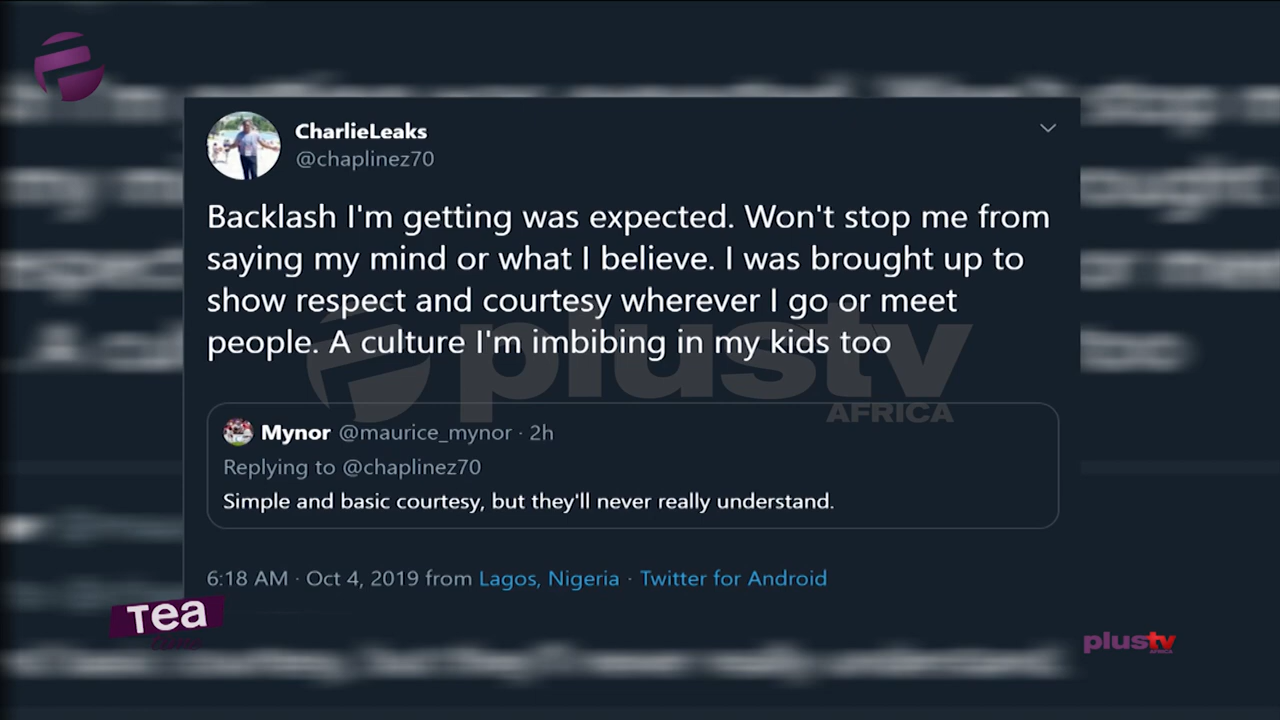 CharlieLeaks
@chaplinez70
Backlash I'm getting was expected. Won't stop me from
saying my mind or what I believe. I was brought up to
show respect and courtesy wherever I go or meet
people. A culture I'm imbibing in my kids too
plustv
AFRICA
Mynor @maurice_mynor · 2h
Replying to @chaplinez70
Simple and basic courtesy, but they'll never really understand.
6:18 AM · Oct 4, 2019 from Lagos, Nigeria · Twitter for Android
Tea
plustv
AFRICA